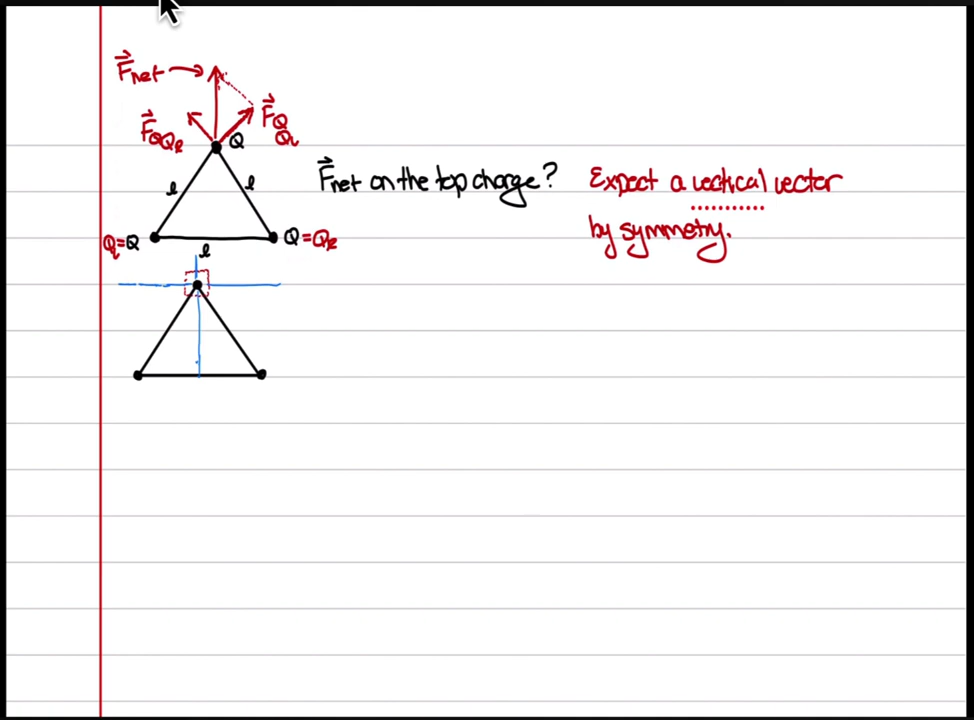 F⃗net →
F⃗QQR
F⃗QQL
Q
l
l
F⃗net on the top charge?
Expect a vertical vector
by symmetry.
QL=Q
l
Q=QR